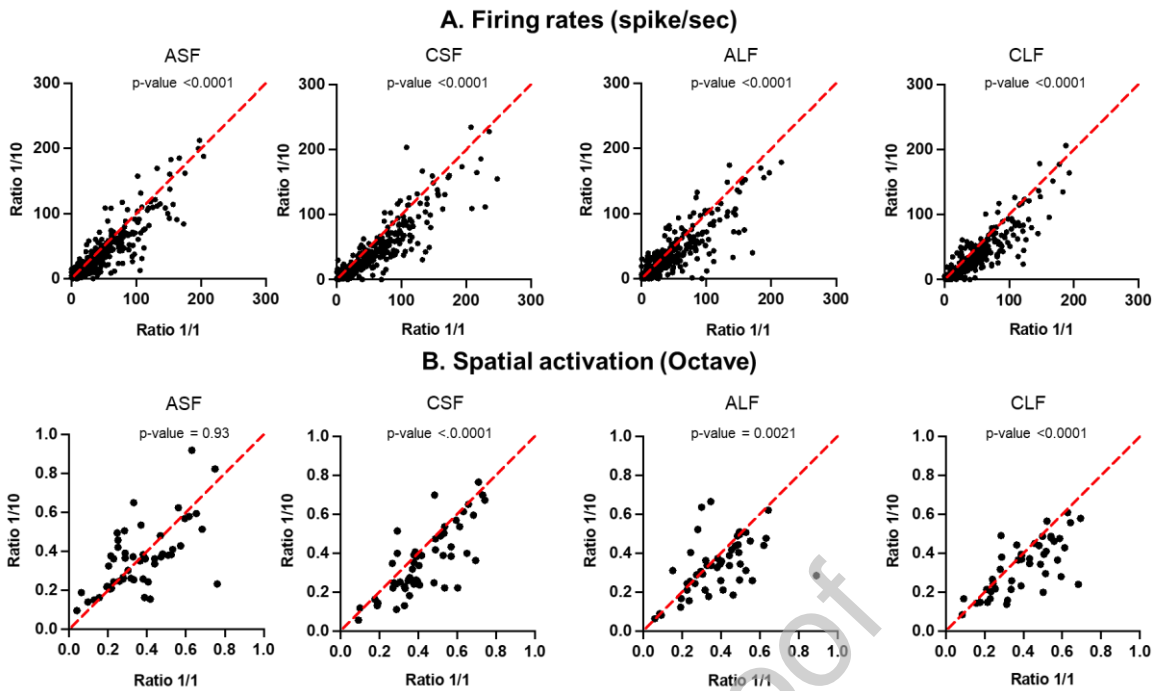 A. Firing rates (spike/sec)
ASF CSF ALF CLF
p-value <0.0001 p-value <0.0001 p-value <0.0001 p-value <0.0001
300 300 300 300
200 200 200 200
100 100 100 100
0 0 0 0
Ratio 1/10 Ratio 1/10 Ratio 1/10 Ratio 1/10
0 100 200 300 0 100 200 300 0 100 200 300 0 100 200 300
Ratio 1/1 Ratio 1/1 Ratio 1/1 Ratio 1/1
B. Spatial activation (Octave)
ASF CSF ALF CLF
p-value = 0.93 p-value <.0.0001 p-value = 0.0021 p-value <0.0001
1.0 1.0 1.0 1.0
0.8 0.8 0.8 0.8
0.6 0.6 0.6 0.6
0.4 0.4 0.4 0.4
0.2 0.2 0.2 0.2
0.0 0.0 0.0 0.0
Ratio 1/10 Ratio 1/10 Ratio 1/10 Ratio 1/10
0.0 0.2 0.4 0.6 0.8 1.0 0.0 0.2 0.4 0.6 0.8 1.0 0.0 0.2 0.4 0.6 0.8 1.0 0.0 0.2 0.4 0.6 0.8 1.0
Ratio 1/1 Ratio 1/1 Ratio 1/1 Ratio 1/1